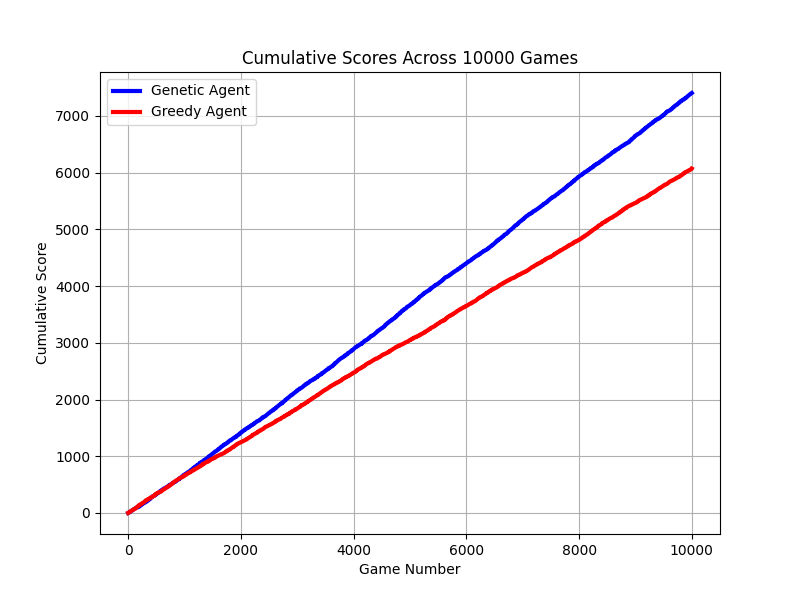 Cumulative Scores Across 10000 Games
Genetic Agent
Greedy Agent
Cumulative Score
7000
6000
5000
4000
3000
2000
1000
0
0 2000 4000 6000 8000 10000
Game Number